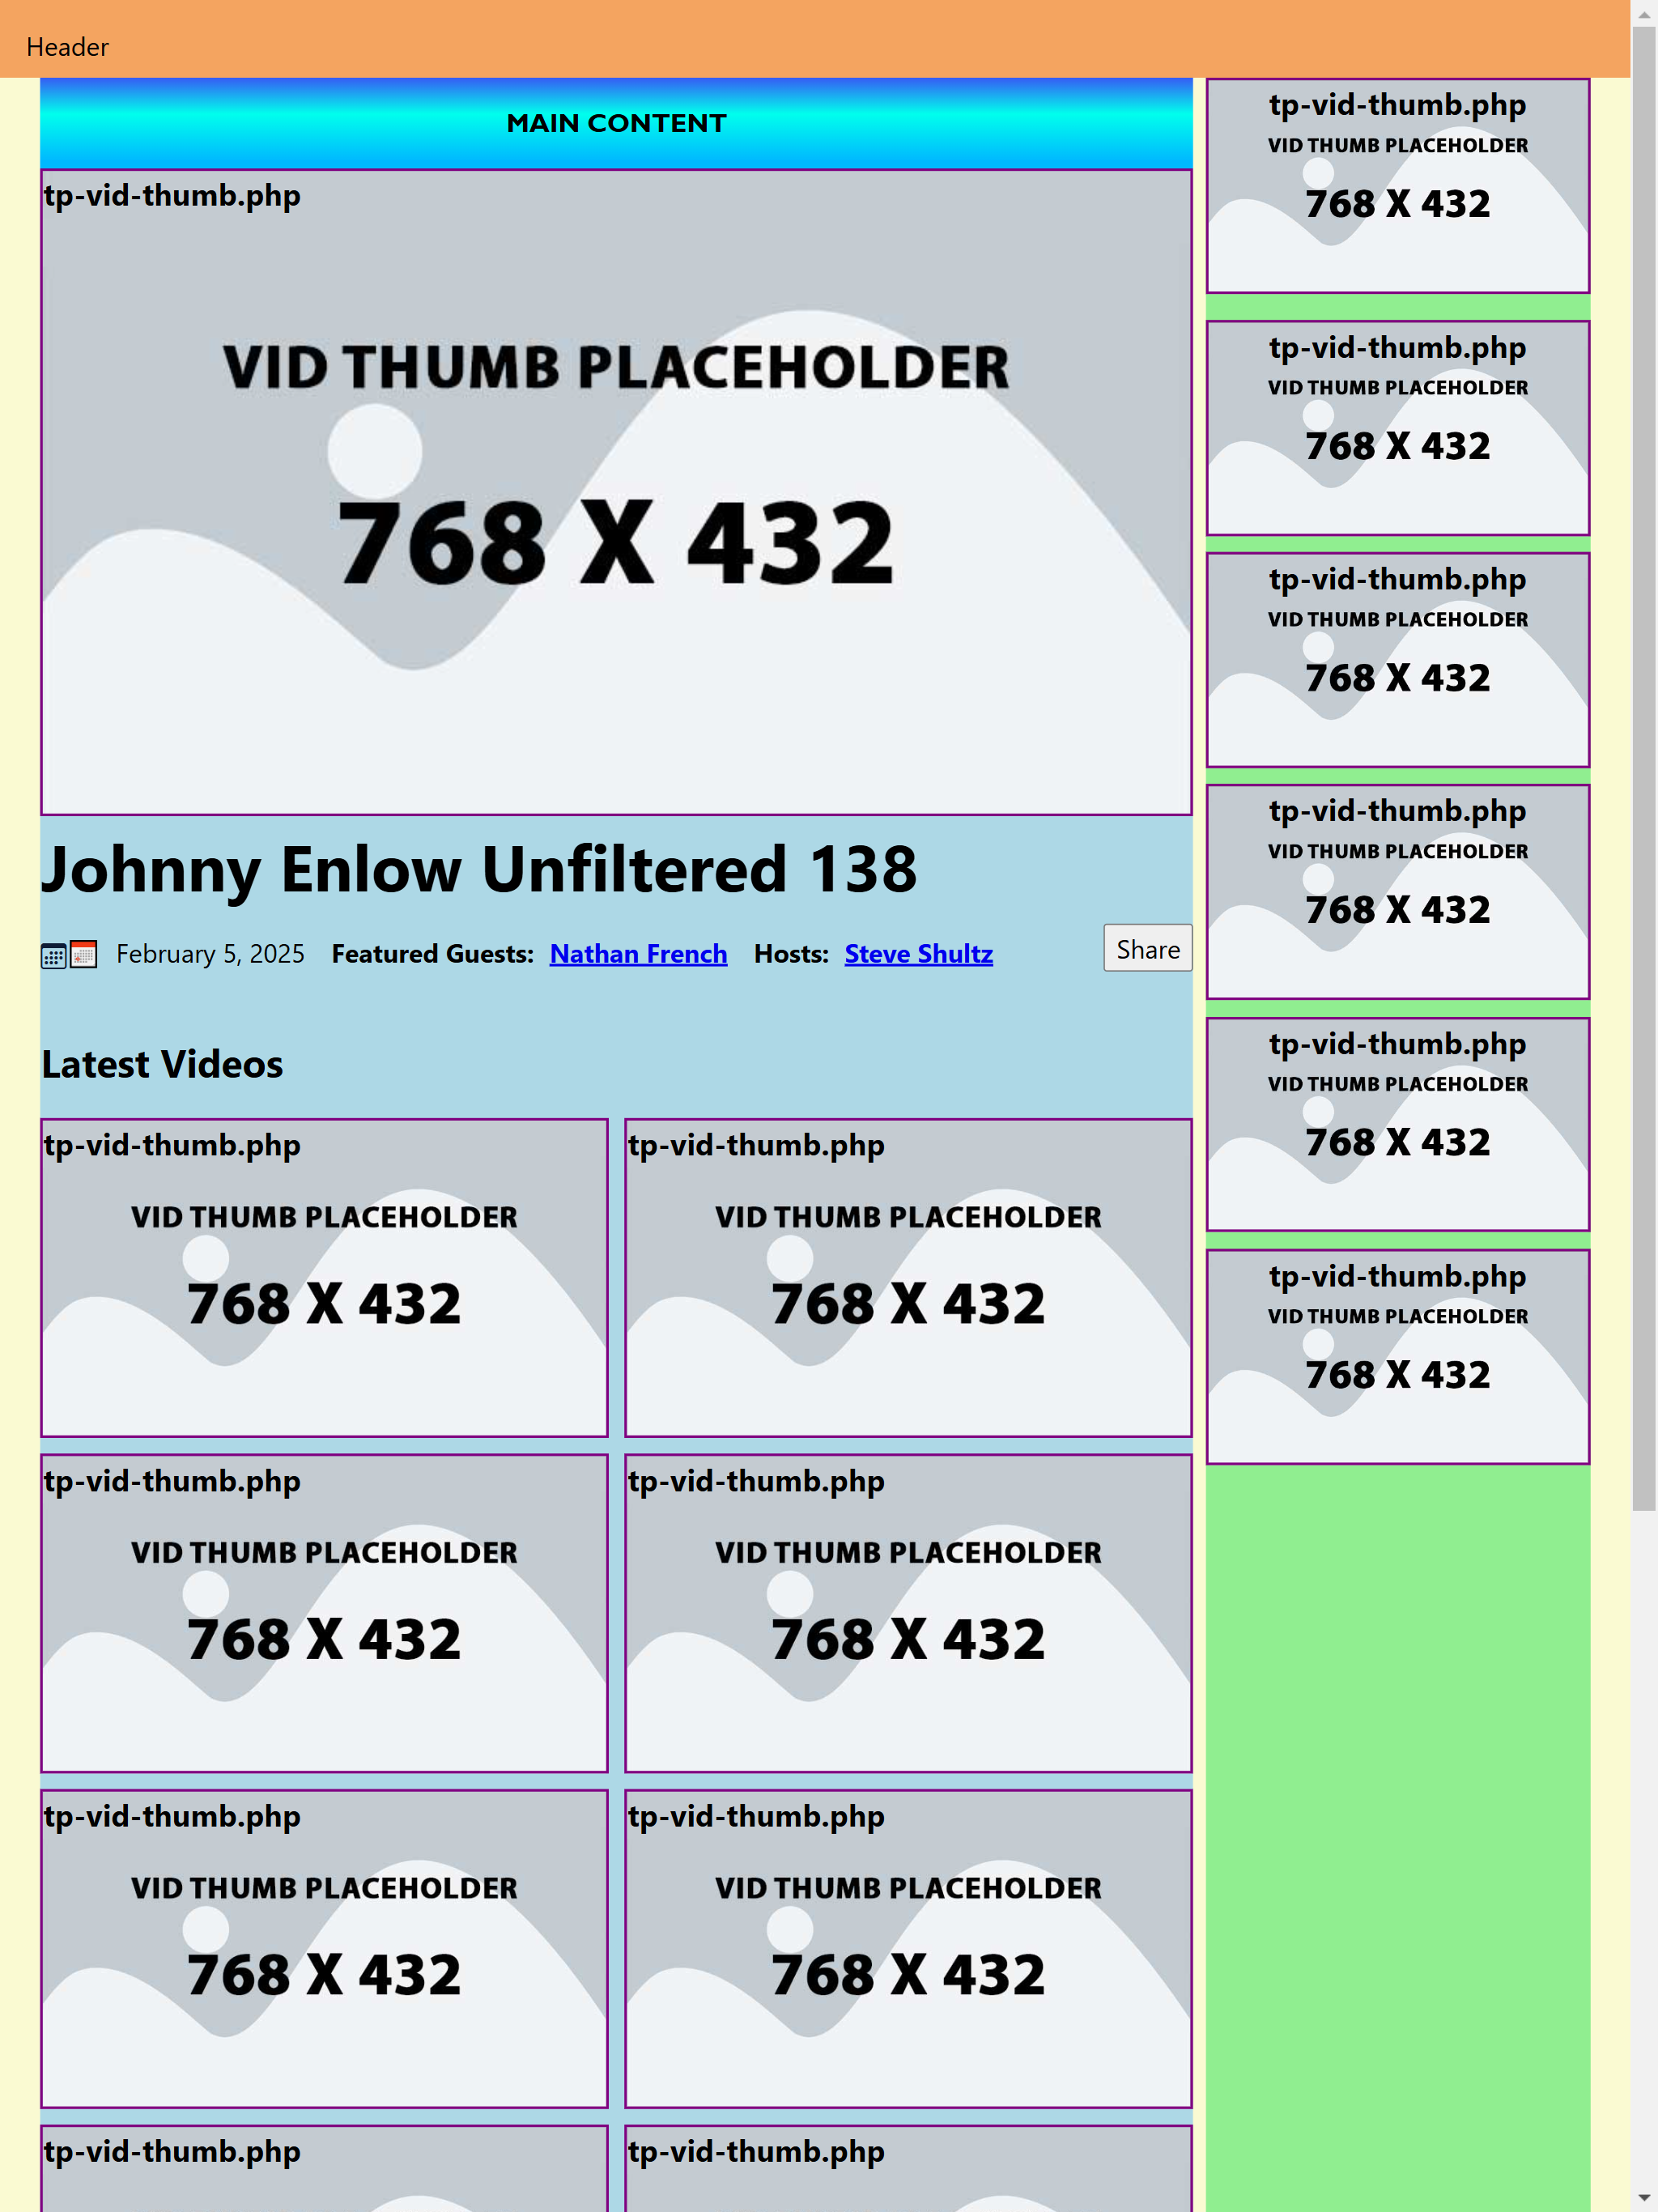 Header
MAIN CONTENT
tp-vid-thumb.php
VID THUMB PLACEHOLDER
768 X 432
Johnny Enlow Unfiltered 138
February 5, 2025 Featured Guests: Nathan French Hosts: Steve Shultz Share
Latest Videos
tp-vid-thumb.php
VID THUMB PLACEHOLDER
768 X 432
tp-vid-thumb.php
VID THUMB PLACEHOLDER
768 X 432
tp-vid-thumb.php
VID THUMB PLACEHOLDER
768 X 432
tp-vid-thumb.php
VID THUMB PLACEHOLDER
768 X 432
tp-vid-thumb.php
VID THUMB PLACEHOLDER
768 X 432
tp-vid-thumb.php
VID THUMB PLACEHOLDER
768 X 432
tp-vid-thumb.php
tp-vid-thumb.php
tp-vid-thumb.php
VID THUMB PLACEHOLDER
768 X 432
tp-vid-thumb.php
VID THUMB PLACEHOLDER
768 X 432
tp-vid-thumb.php
VID THUMB PLACEHOLDER
768 X 432
tp-vid-thumb.php
VID THUMB PLACEHOLDER
768 X 432
tp-vid-thumb.php
VID THUMB PLACEHOLDER
768 X 432
tp-vid-thumb.php
VID THUMB PLACEHOLDER
768 X 432